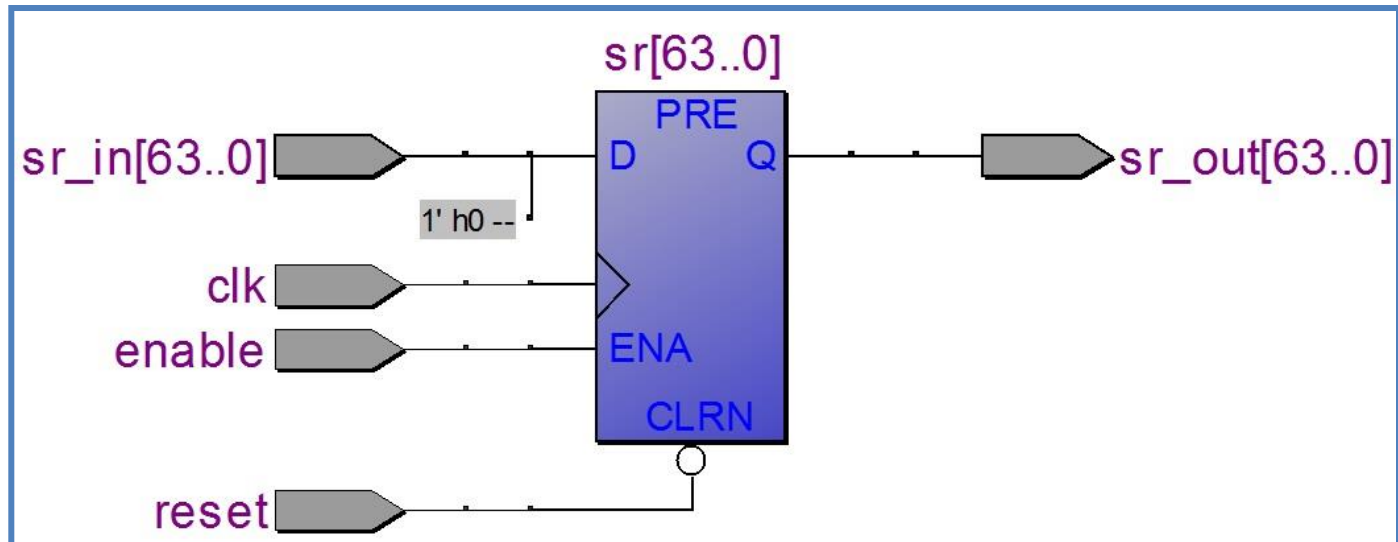 sr[63..0]
PRE
sr_in[63..0]
D
Q
sr_out[63..0]
1' h0 --
clk
enable
ENA
CLRN
reset